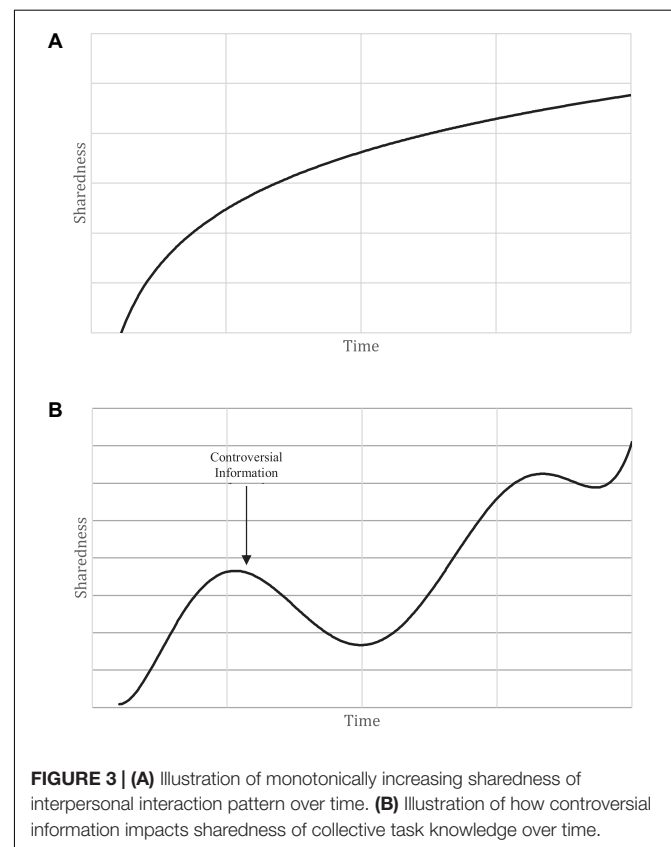 A
Sharedness
Time
B
Controversial
Information
Sharedness
Time
FIGURE 3 | (A) Illustration of monotonically increasing sharedness of
interpersonal interaction pattern over time. (B) Illustration of how controversial
information impacts sharedness of collective task knowledge over time.